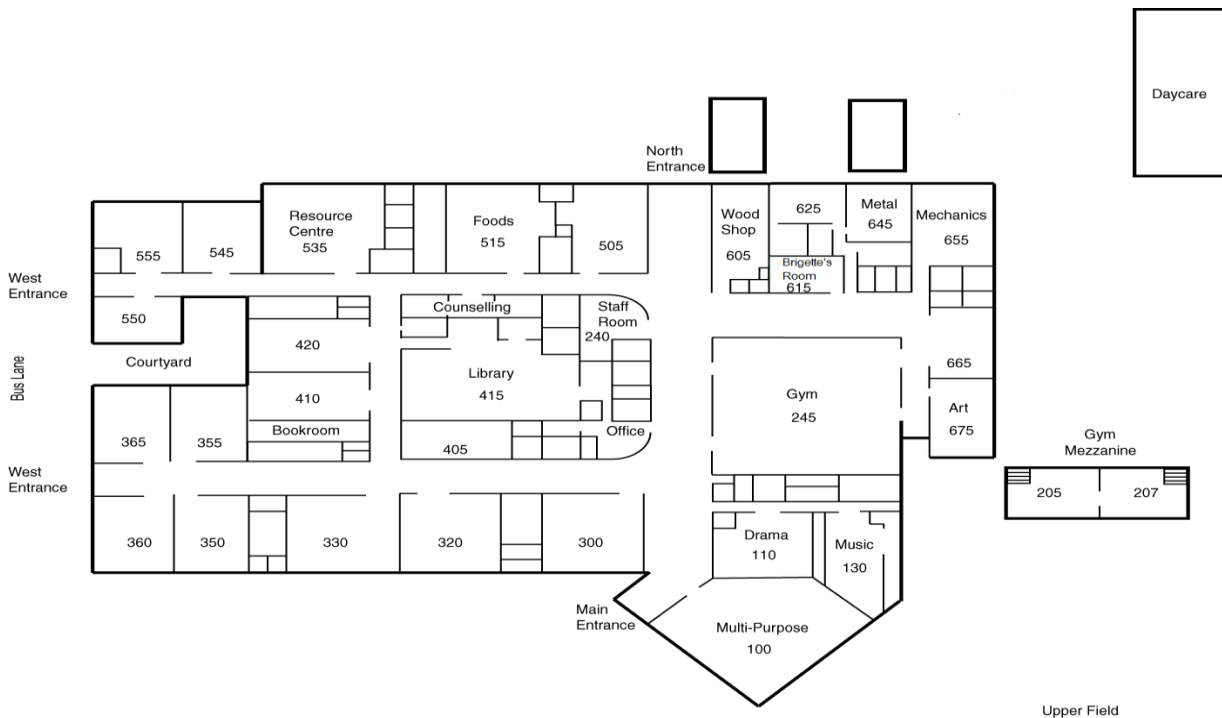 Daycare
North
Entrance
Resource
Centre
535
Foods
515
505
Wood
Shop
605
625
Metal
645
Mechanics
655
555
545
Brigette's
Room
615
West
Entrance
550
Counselling
Staff
Room
240
420
Courtyard
Bus Lane
Library
415
Gym
245
665
410
Art
675
365
355
Bookroom
405
Office
Gym
Mezzanine
West
Entrance
205
207
360
350
330
320
300
Drama
110
Music
130
Main
Entrance
Multi-Purpose
100
Upper Field